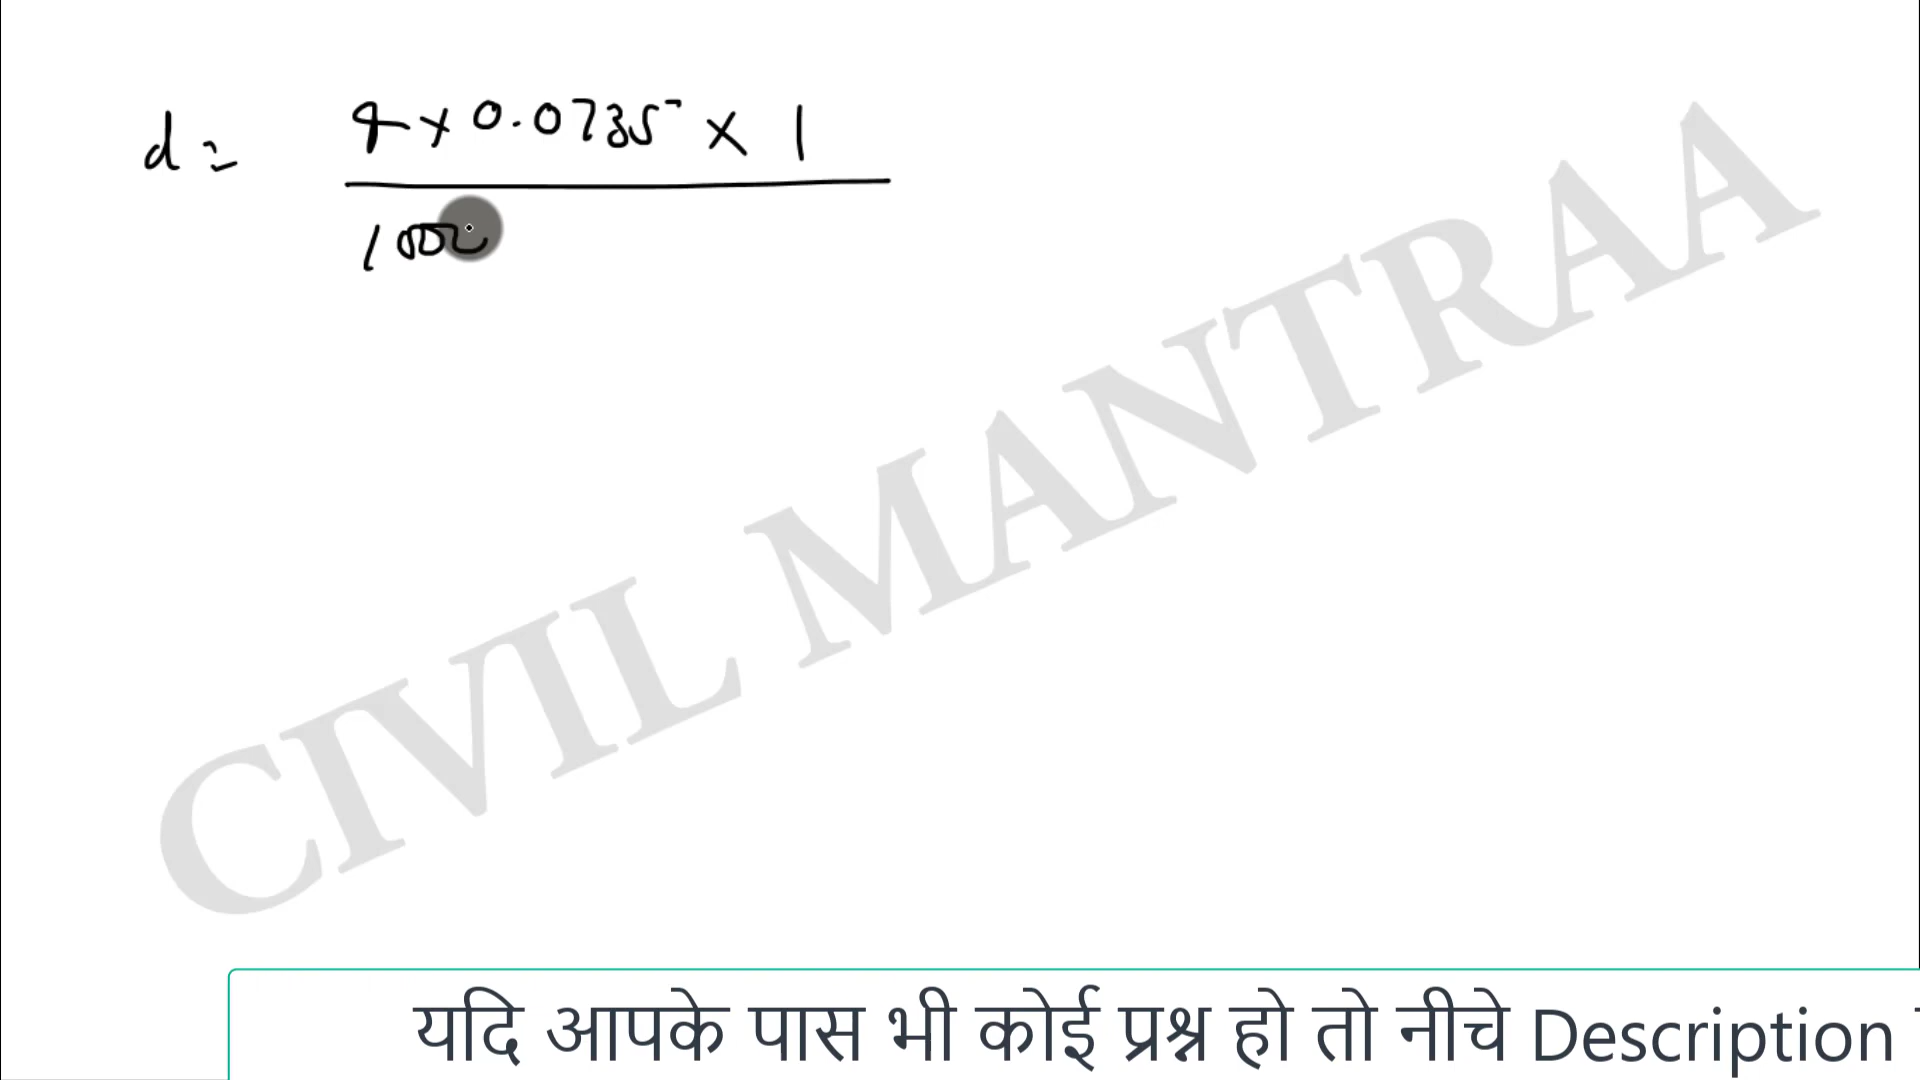 d = 4 x 0.0735 x 1
1000
CIVIL MANTRAA
यदि आपके पास भी कोई प्रश्न हो तो नीचे Description